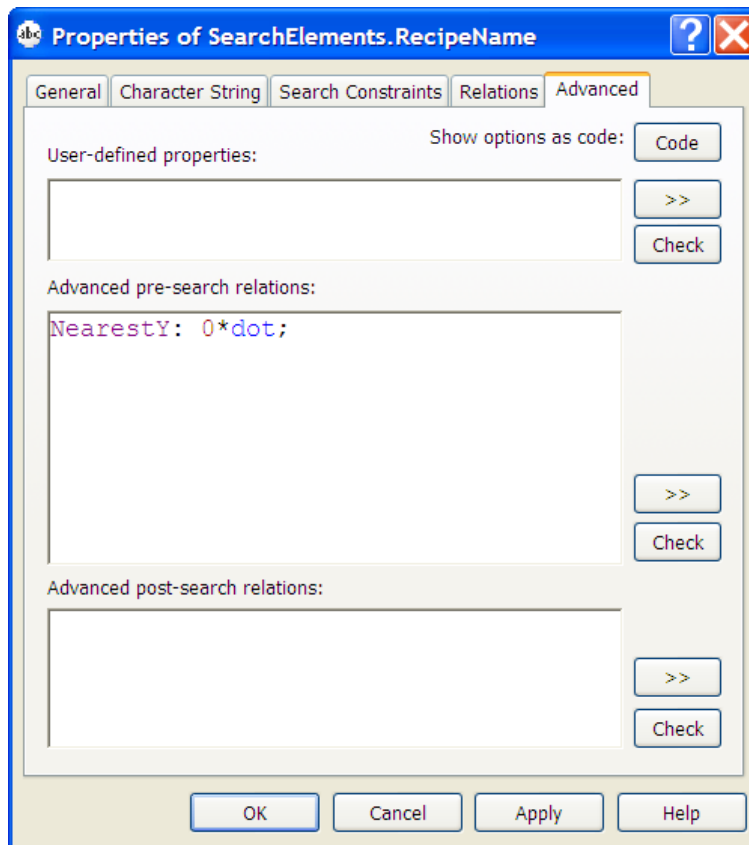 abc Properties of SearchElements.RecipeName ?
General Character String Search Constraints Relations Advanced
Show options as code: Code
User-defined properties:
>>
Check
Advanced pre-search relations:
NearestY: 0*dot;
>>
Check
Advanced post-search relations:
>>
Check
OK Cancel Apply Help